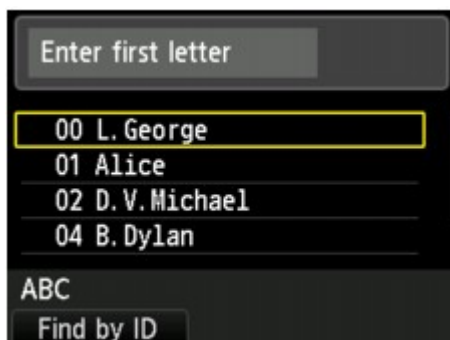 Enter first letter
00 L.George
01 Alice
02 D.V.Michael
04 B.Dylan
ABC
Find by ID